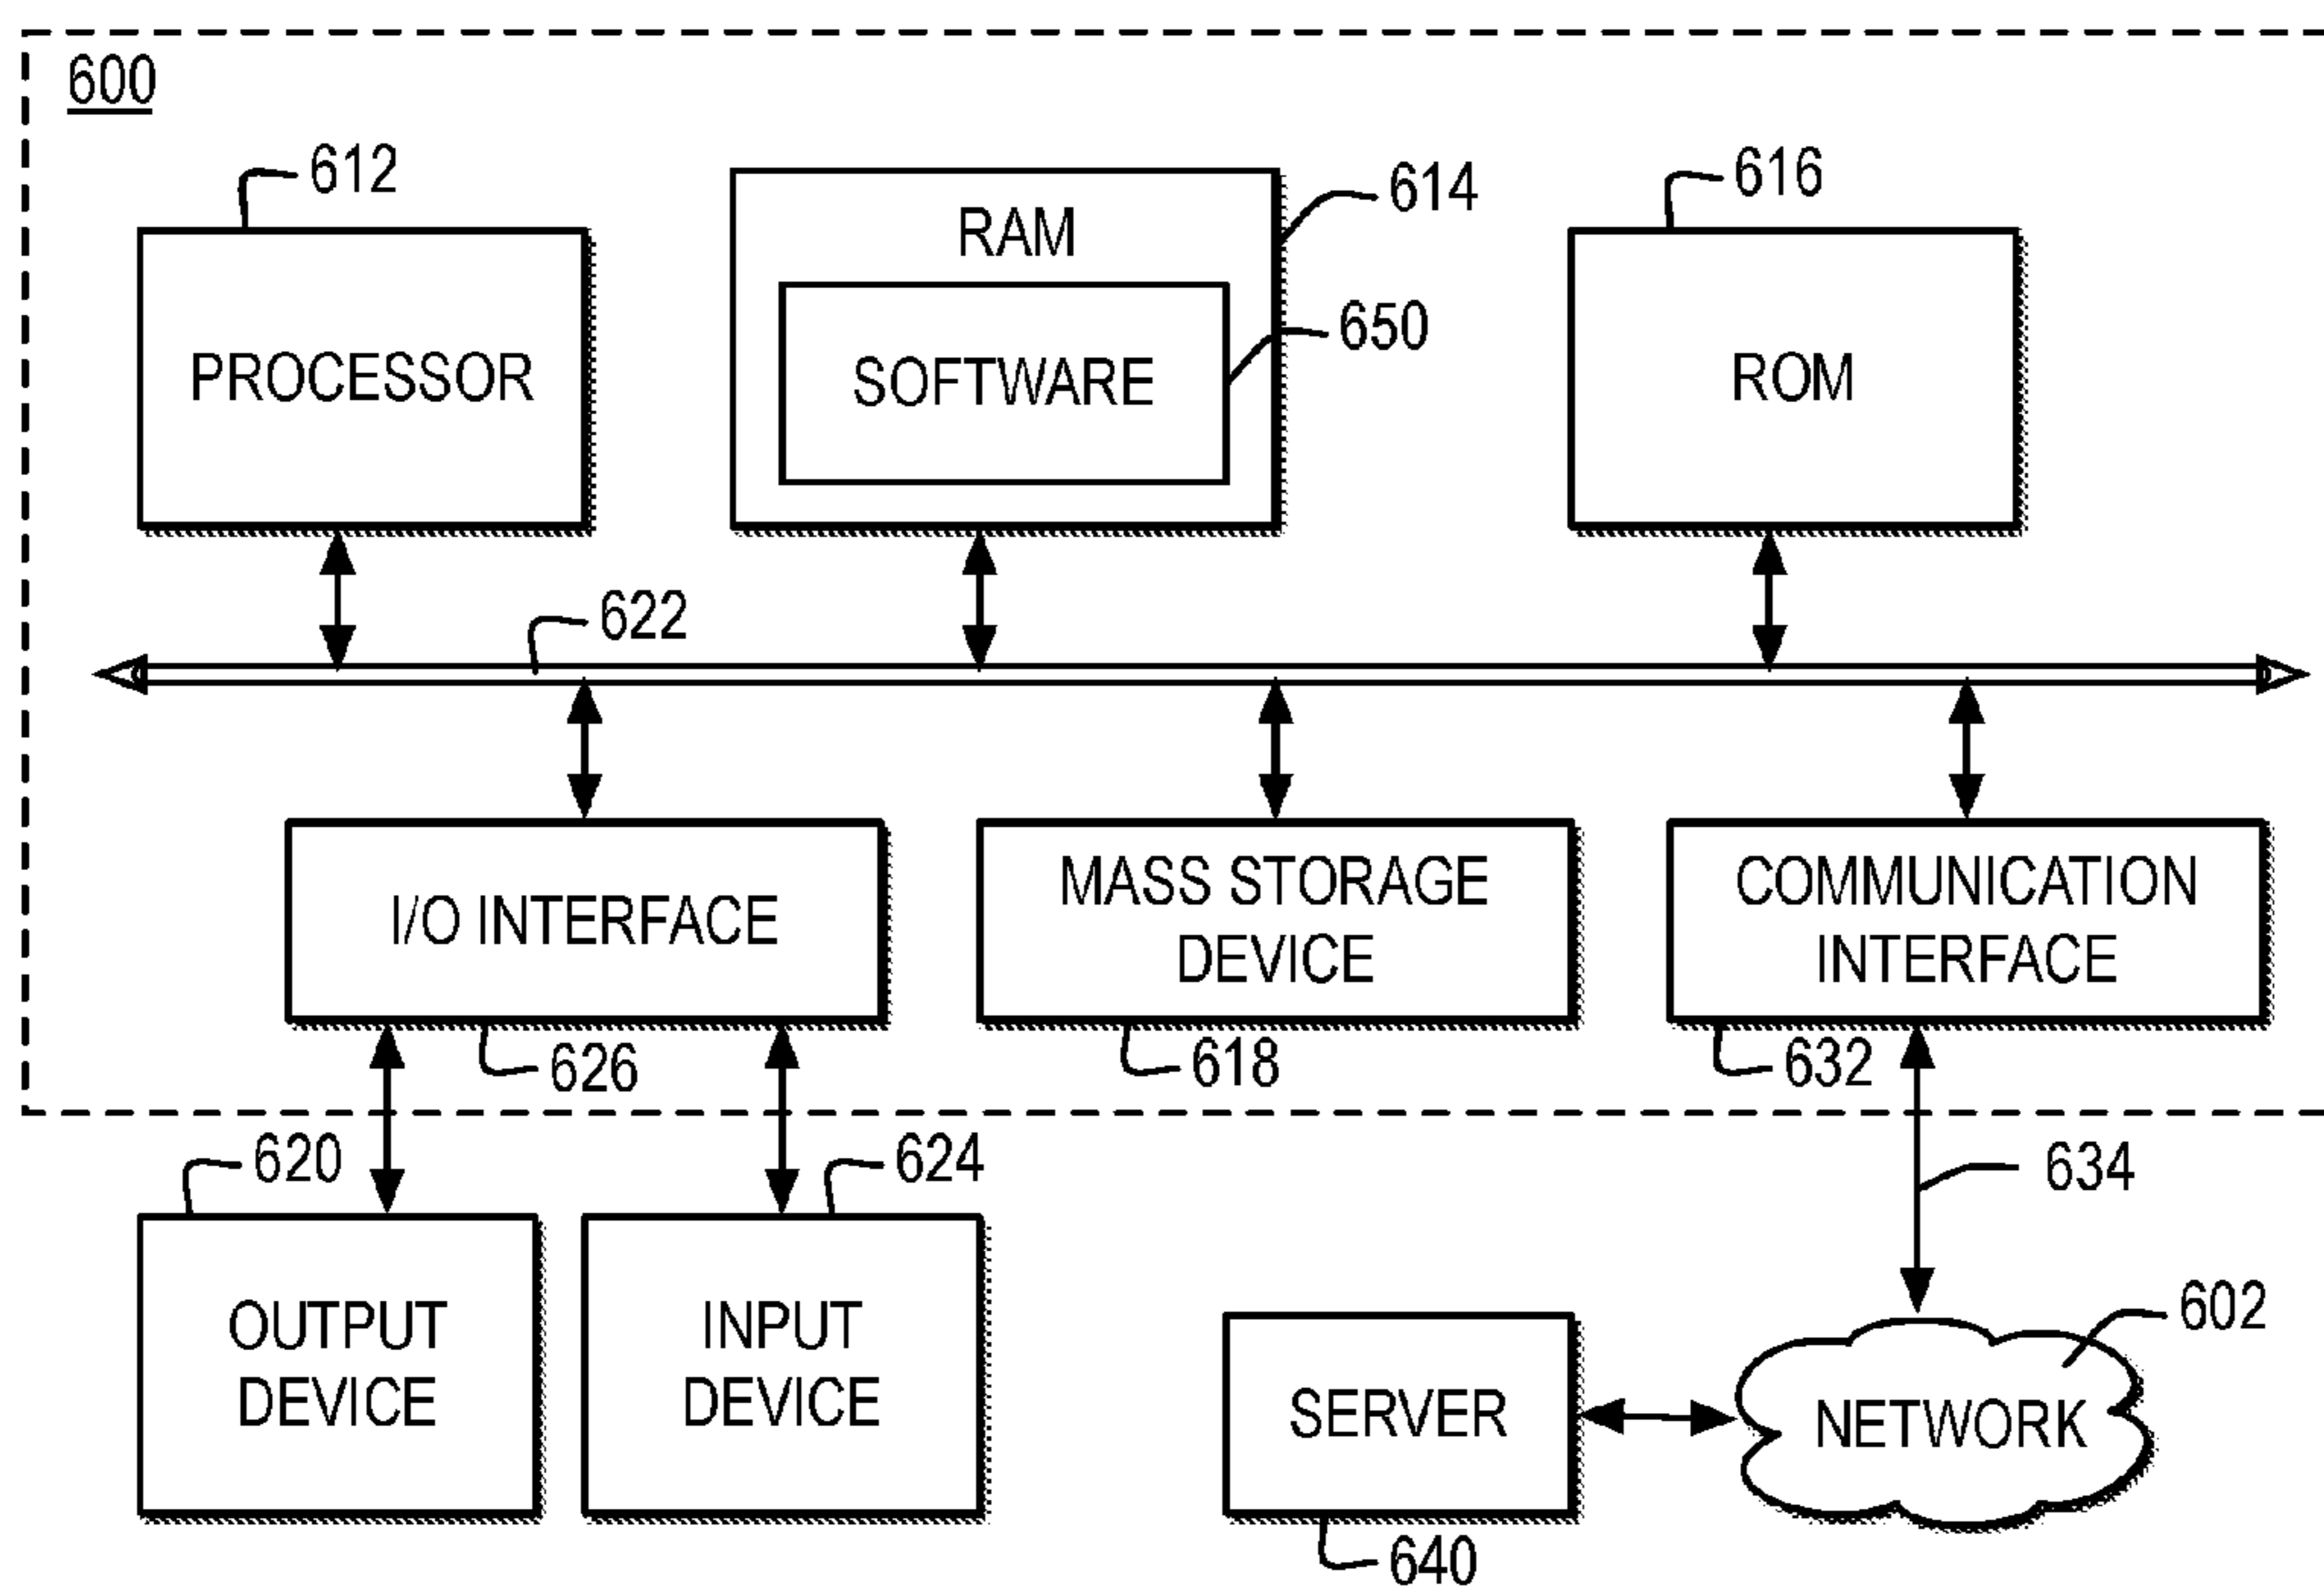 600
612
614
616
RAM
650
PROCESSOR
SOFTWARE
ROM
622
I/O INTERFACE
MASS STORAGE
DEVICE
COMMUNICATION
INTERFACE
626
618
632
620
624
634
OUTPUT
DEVICE
INPUT
DEVICE
602
SERVER
NETWORK
640